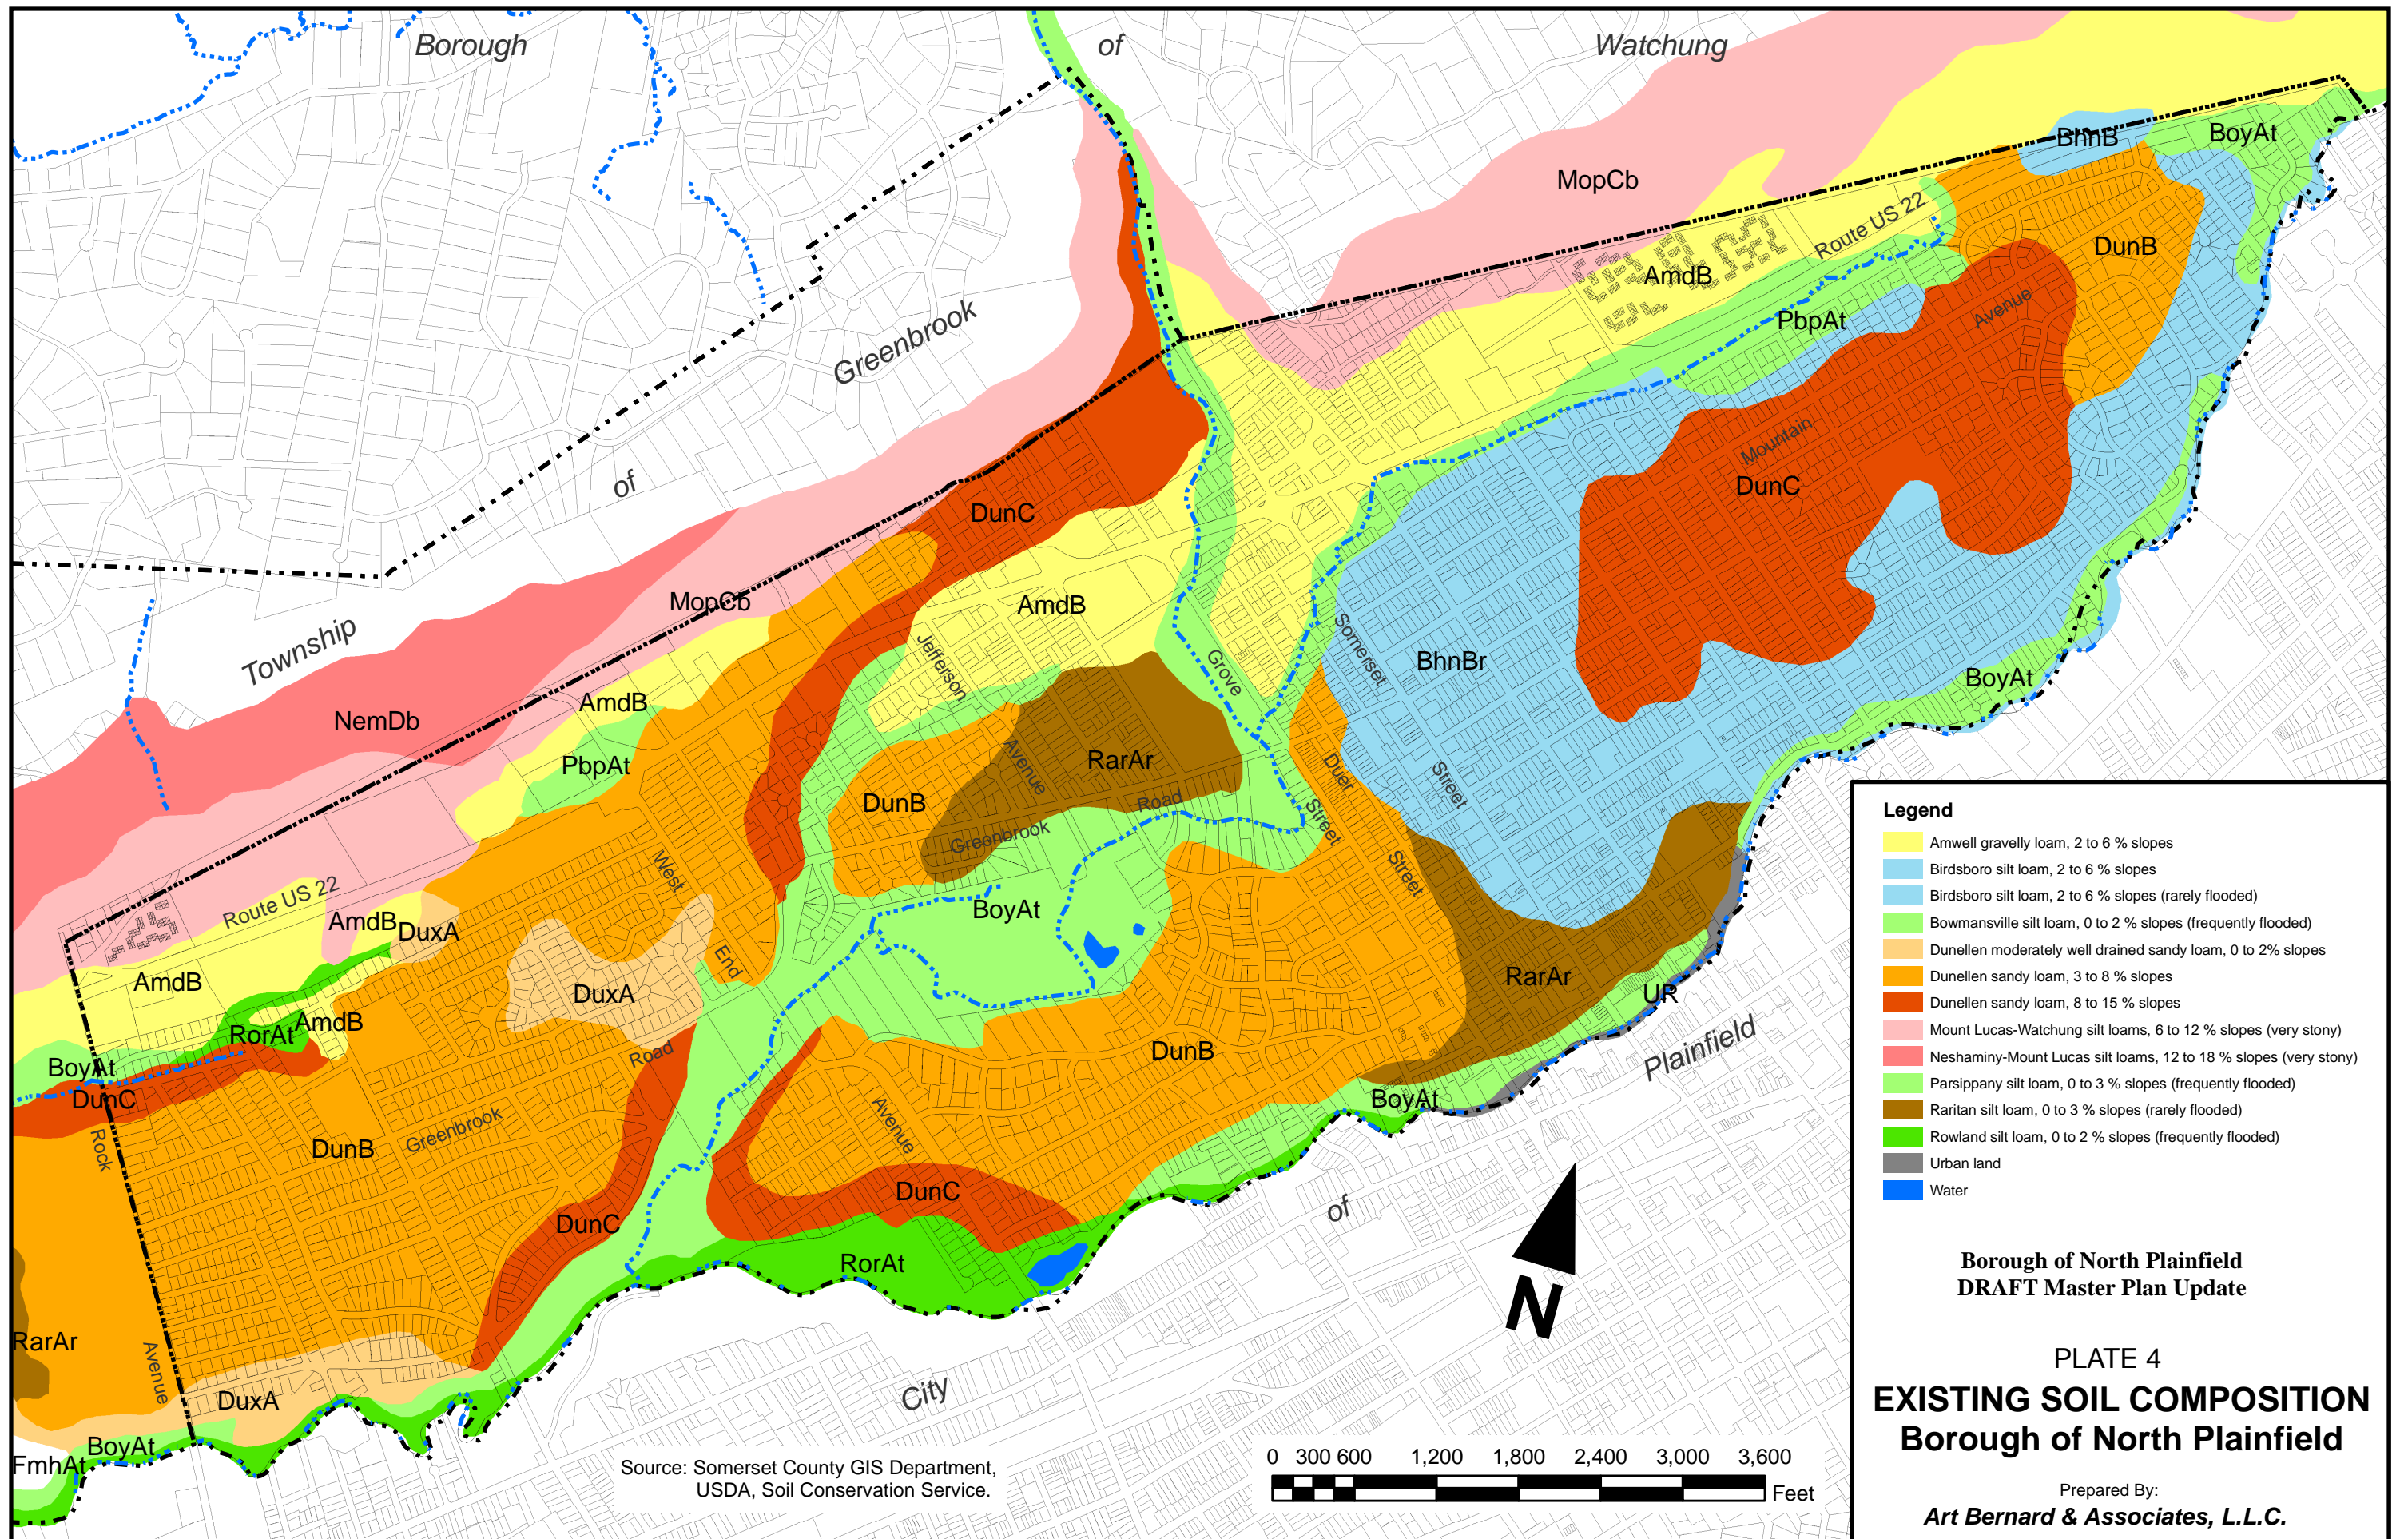 Borough
of
Watchung
BhnB
BoyAt
MopCb
Route US 22
DunB
AmdB
Avenue
PbpAt
Greenbrook
Mountain
of
DunC
DunC
MopCb
AmdB
Jefferson
Somerset
Township
Grove
BhnBr
BoyAt
AmdB
NemDb
PbpAt
Avenue
RarAr
Duer
Street
DunB
Road
Greenbrook
Street
West
Street
Route US 22
AmdB
DuxA
BoyAt
End
AmdB
DuxA
RarAr
UR
RorAt
AmdB
Road
DunB
Plainfield
BoyAt
DunC
BoyAt
Rock
DunB
Greenbrook
Avenue
DunC
DunC
of
RorAt
N
RarAr
Avenue
DuxA
City
BoyAt
FmhAt
Source: Somerset County GIS Department,
USDA, Soil Conservation Service.
0 300 600 1,200 1,800 2,400 3,000 3,600
Feet
Legend
Amwell gravelly loam, 2 to 6 % slopes
Birdsboro silt loam, 2 to 6 % slopes
Birdsboro silt loam, 2 to 6 % slopes (rarely flooded)
Bowmansville silt loam, 0 to 2 % slopes (frequently flooded)
Dunellen moderately well drained sandy loam, 0 to 2% slopes
Dunellen sandy loam, 3 to 8 % slopes
Dunellen sandy loam, 8 to 15 % slopes
Mount Lucas-Watchung silt loams, 6 to 12 % slopes (very stony)
Neshaminy-Mount Lucas silt loams, 12 to 18 % slopes (very stony)
Parsippany silt loam, 0 to 3 % slopes (frequently flooded)
Raritan silt loam, 0 to 3 % slopes (rarely flooded)
Rowland silt loam, 0 to 2 % slopes (frequently flooded)
Urban land
Water
Borough of North Plainfield
DRAFT Master Plan Update
PLATE 4
EXISTING SOIL COMPOSITION
Borough of North Plainfield
Prepared By:
Art Bernard & Associates, L.L.C.